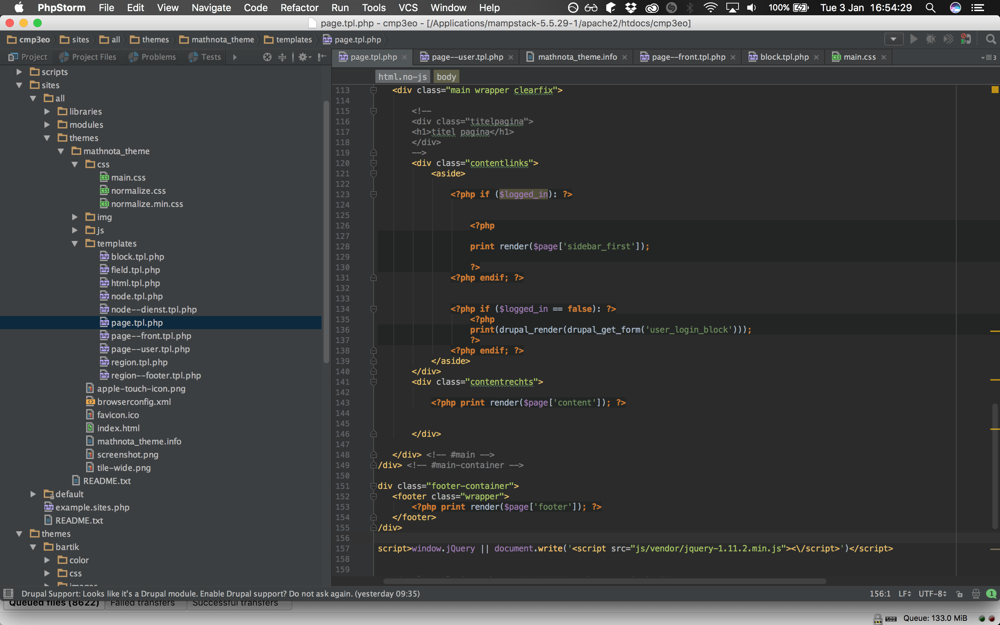 PhpStorm File Edit View Navigate Code Refactor Run Tools VCS Window Help 100% Tue 3 Jan 16:54:29
page.tpl.php - cmp3eo - [/Applications/mampstack-5.5.29-1/apache2/htdocs/cmp3eo]
cmp3eo sites all themes mathnota_theme templates page.tpl.php
Project Project Files Problems Tests
page.tpl.php page--user.tpl.php mathnota_theme.info page--front.tpl.php block.tpl.php main.css 3
scripts
sites
all
libraries
modules
themes
mathnota_theme
css
main.css
normalize.css
normalize.min.css
img
js
templates
block.tpl.php
field.tpl.php
html.tpl.php
node.tpl.php
node--dienst.tpl.php
page.tpl.php
page--front.tpl.php
page--user.tpl.php
region.tpl.php
region--footer.tpl.php
apple-touch-icon.png
browserconfig.xml
favicon.ico
index.html
mathnota_theme.info
screenshot.png
tile-wide.png
README.txt
default
example.sites.php
README.txt
themes
bartik
color
css
images
html.no-js body
113 <div class="main wrapper clearfix">
114
115 <!--
116 <div class="titelpagina">
117 <h1>titel pagina</h1>
118 </div>
119 -->
120 <div class="contentlinks">
121 <aside>
122
123 <?php if ($logged_in): ?>
124
125
126 <?php
127
128 print render($page['sidebar_first']);
129
130 ?>
131 <?php endif; ?>
132
133
134 <?php if ($logged_in == false): ?>
135 <?php
136 print(drupal_render(drupal_get_form('user_login_block')));
137 ?>
138 <?php endif; ?>
139 </aside>
140 </div>
141 <div class="contentrechts">
142
143 <?php print render($page['content']); ?>
144
145
146 </div>
147
148 </div> <!-- #main -->
149 /div> <!-- #main-container -->
150
151 div class="footer-container">
152 <footer class="wrapper">
153 <?php print render($page['footer']); ?>
154 </footer>
155 /div>
156
157 script>window.jQuery || document.write('<script src="js/vendor/jquery-1.11.2.min.js"><\/script>')</script>
158
159
Drupal Support: Looks like it's a Drupal module. Enable Drupal support? Do not ask again. (yesterday 09:35) 156:1 LF UTF-8 1
Queued files (8622) Failed transfers Successful transfers
Queue: 133.0 MiB